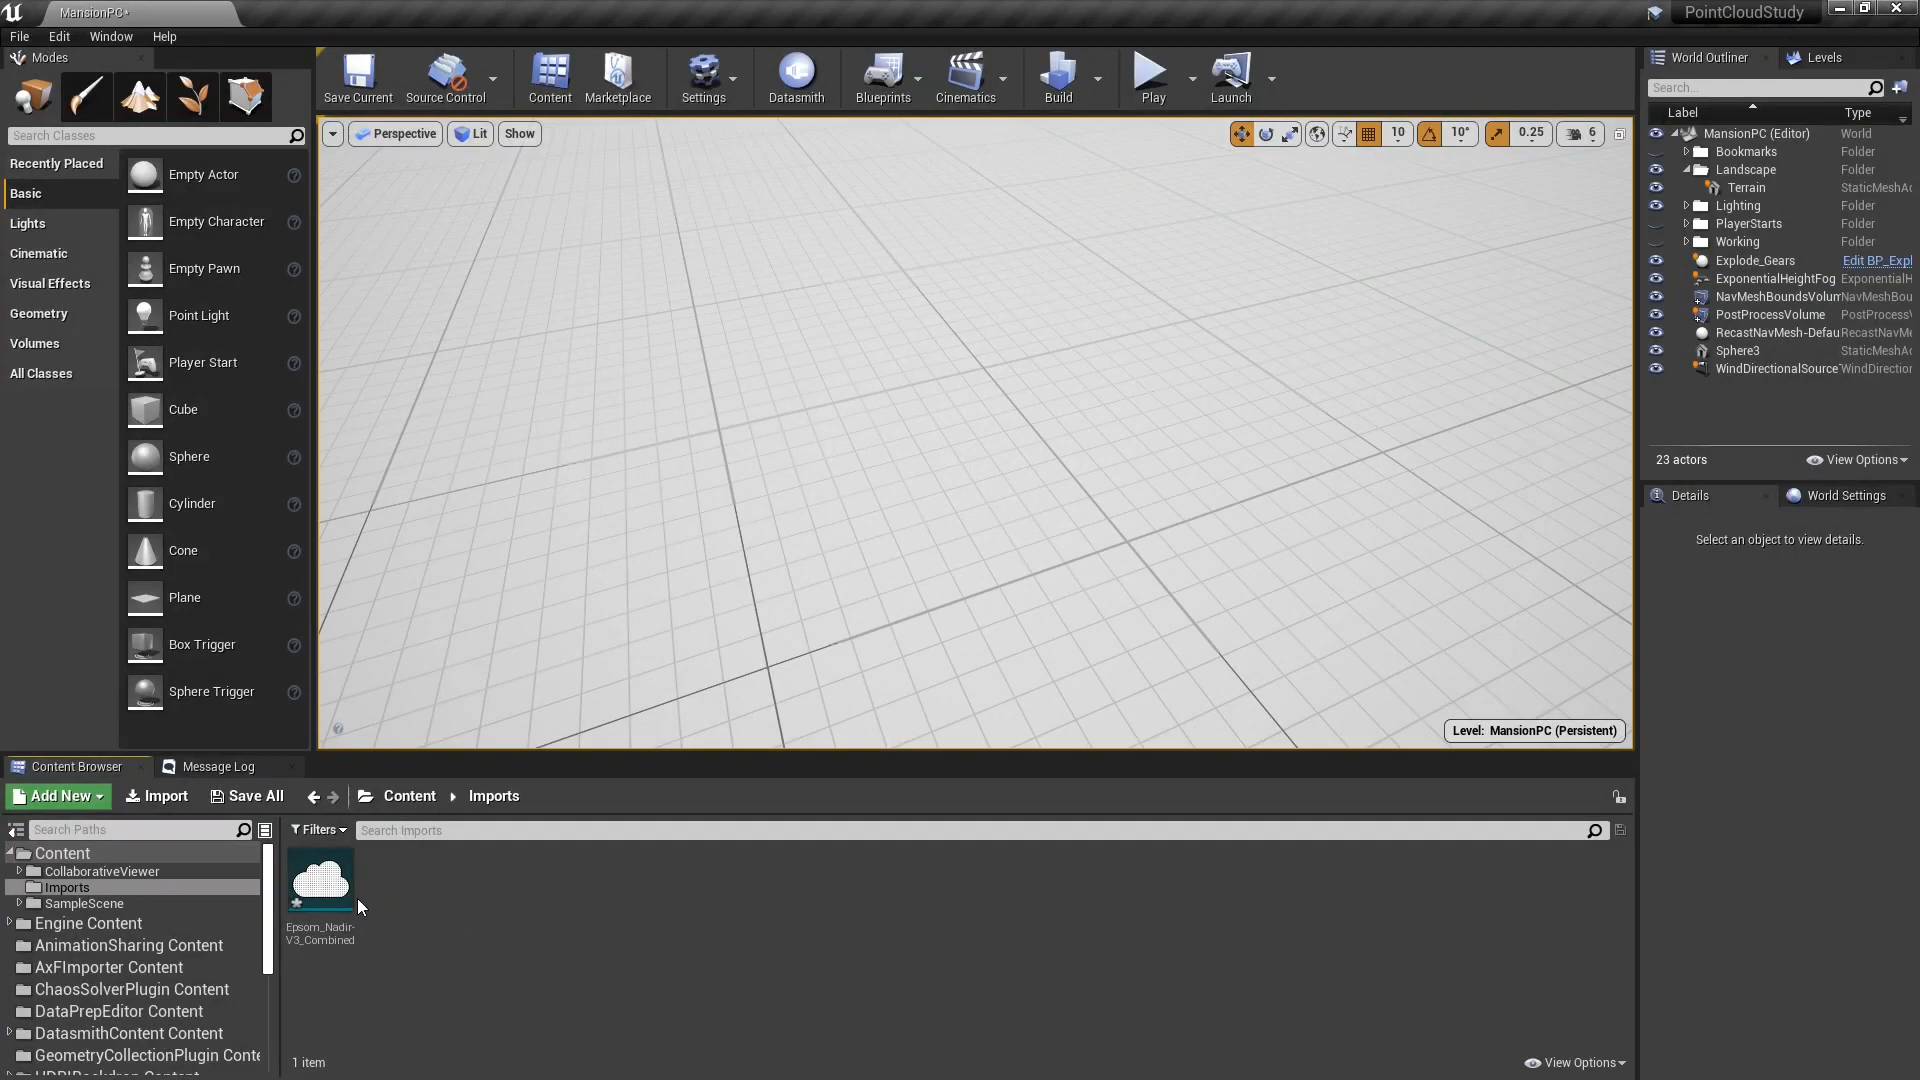 MansionPC*
PointCloudStudy
File Edit Window Help
Modes
Search Classes
Recently Placed
Basic
Lights
Cinematic
Visual Effects
Geometry
Volumes
All Classes
Empty Actor
Empty Character
Empty Pawn
Point Light
Player Start
Cube
Sphere
Cylinder
Cone
Plane
Box Trigger
Sphere Trigger
Save Current
Source Control
Content
Marketplace
Settings
Datasmith
Blueprints
Cinematics
Build
Play
Launch
Perspective
Lit
Show
10
10°
0.25
6
Level: MansionPC (Persistent)
World Outliner
Levels
Search...
Label Type
MansionPC (Editor) World
Bookmarks Folder
Landscape Folder
Terrain StaticMeshAc
Lighting Folder
PlayerStarts Folder
Working Folder
Explode_Gears Edit BP_Expl
ExponentialHeightFog ExponentialH
NavMeshBoundsVolum NavMeshBou
PostProcessVolume PostProcessV
RecastNavMesh-Defau RecastNavMe
Sphere3 StaticMeshAc
WindDirectionalSource WindDirection
23 actors
View Options
Details
World Settings
Select an object to view details.
Content Browser
Message Log
Add New
Import
Save All
Content
Imports
Search Paths
Filters
Search Imports
Content
CollaborativeViewer
Imports
SampleScene
Engine Content
AnimationSharing Content
AxFImporter Content
ChaosSolverPlugin Content
DataPrepEditor Content
DatasmithContent Content
GeometryCollectionPlugin Conte
Epsom_Nadir-
V3_Combined
1 item
View Options